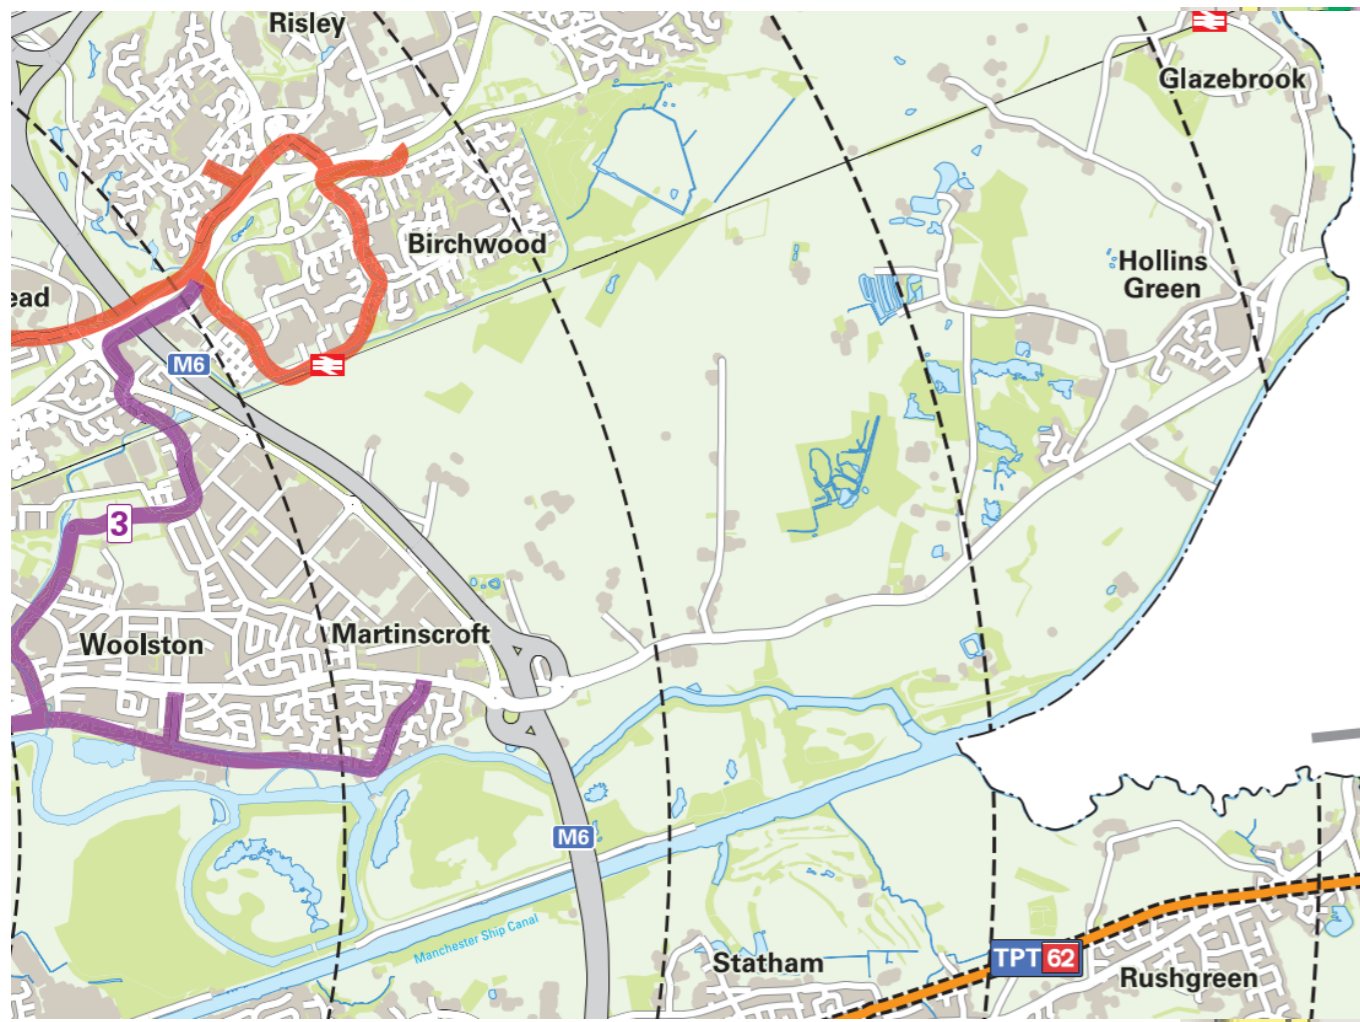 Risley
Glazebrook
Birchwood
Hollins
Green
ead
M6
3
Woolston
Martinscroft
M6
Manchester Ship Canal
Statham
TPT 62
Rushgreen